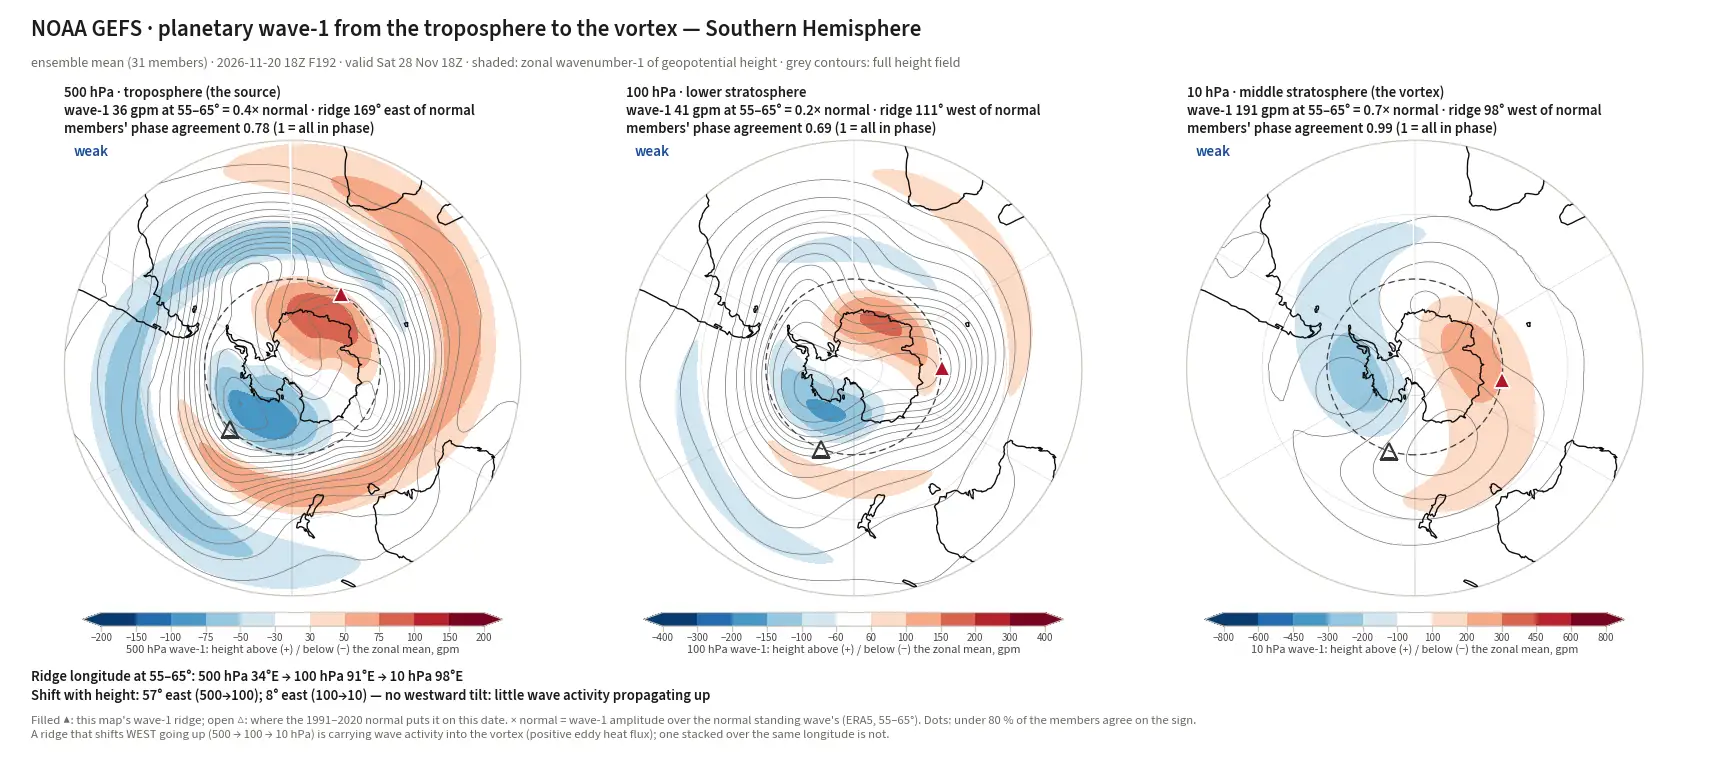 NOAA GEFS · planetary wave-1 from the troposphere to the vortex — Southern Hemisphere
ensemble mean (31 members) · 2026-11-20 18Z F192 · valid Sat 28 Nov 18Z · shaded: zonal wavenumber-1 of geopotential height · grey contours: full height field
500 hPa · troposphere (the source)
wave-1 36 gpm at 55–65° = 0.4× normal · ridge 169° east of normal
members' phase agreement 0.78 (1 = all in phase)
weak
100 hPa · lower stratosphere
wave-1 41 gpm at 55–65° = 0.2× normal · ridge 111° west of normal
members' phase agreement 0.69 (1 = all in phase)
weak
10 hPa · middle stratosphere (the vortex)
wave-1 191 gpm at 55–65° = 0.7× normal · ridge 98° west of normal
members' phase agreement 0.99 (1 = all in phase)
weak
−200 −150 −100 −75 −50 −30 30 50 75 100 150 200
500 hPa wave-1: height above (+) / below (−) the zonal mean, gpm
−400 −300 −200 −150 −100 −60 60 100 150 200 300 400
100 hPa wave-1: height above (+) / below (−) the zonal mean, gpm
−800 −600 −450 −300 −200 −100 100 200 300 450 600 800
10 hPa wave-1: height above (+) / below (−) the zonal mean, gpm
Ridge longitude at 55–65°: 500 hPa 34°E → 100 hPa 91°E → 10 hPa 98°E
Shift with height: 57° east (500→100); 8° east (100→10) — no westward tilt: little wave activity propagating up
Filled ▲: this map's wave-1 ridge; open △: where the 1991–2020 normal puts it on this date. × normal = wave-1 amplitude over the normal standing wave's (ERA5, 55–65°). Dots: under 80 % of the members agree on the sign.
A ridge that shifts WEST going up (500 → 100 → 10 hPa) is carrying wave activity into the vortex (positive eddy heat flux); one stacked over the same longitude is not.